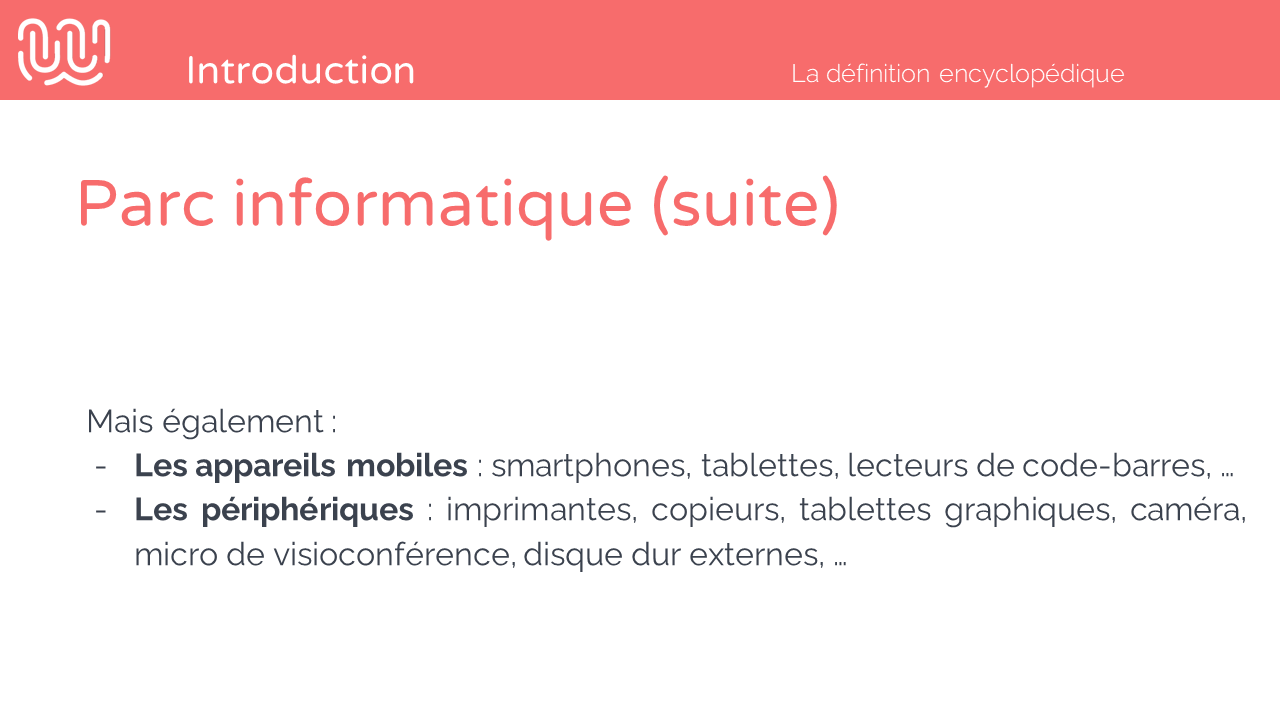 Introduction
La définition encyclopédique
Parc informatique (suite)
Mais également :
- Les appareils mobiles : smartphones, tablettes, lecteurs de code-barres, ...
- Les périphériques : imprimantes, copieurs, tablettes graphiques, caméra,
micro de visioconférence, disque dur externes, ...